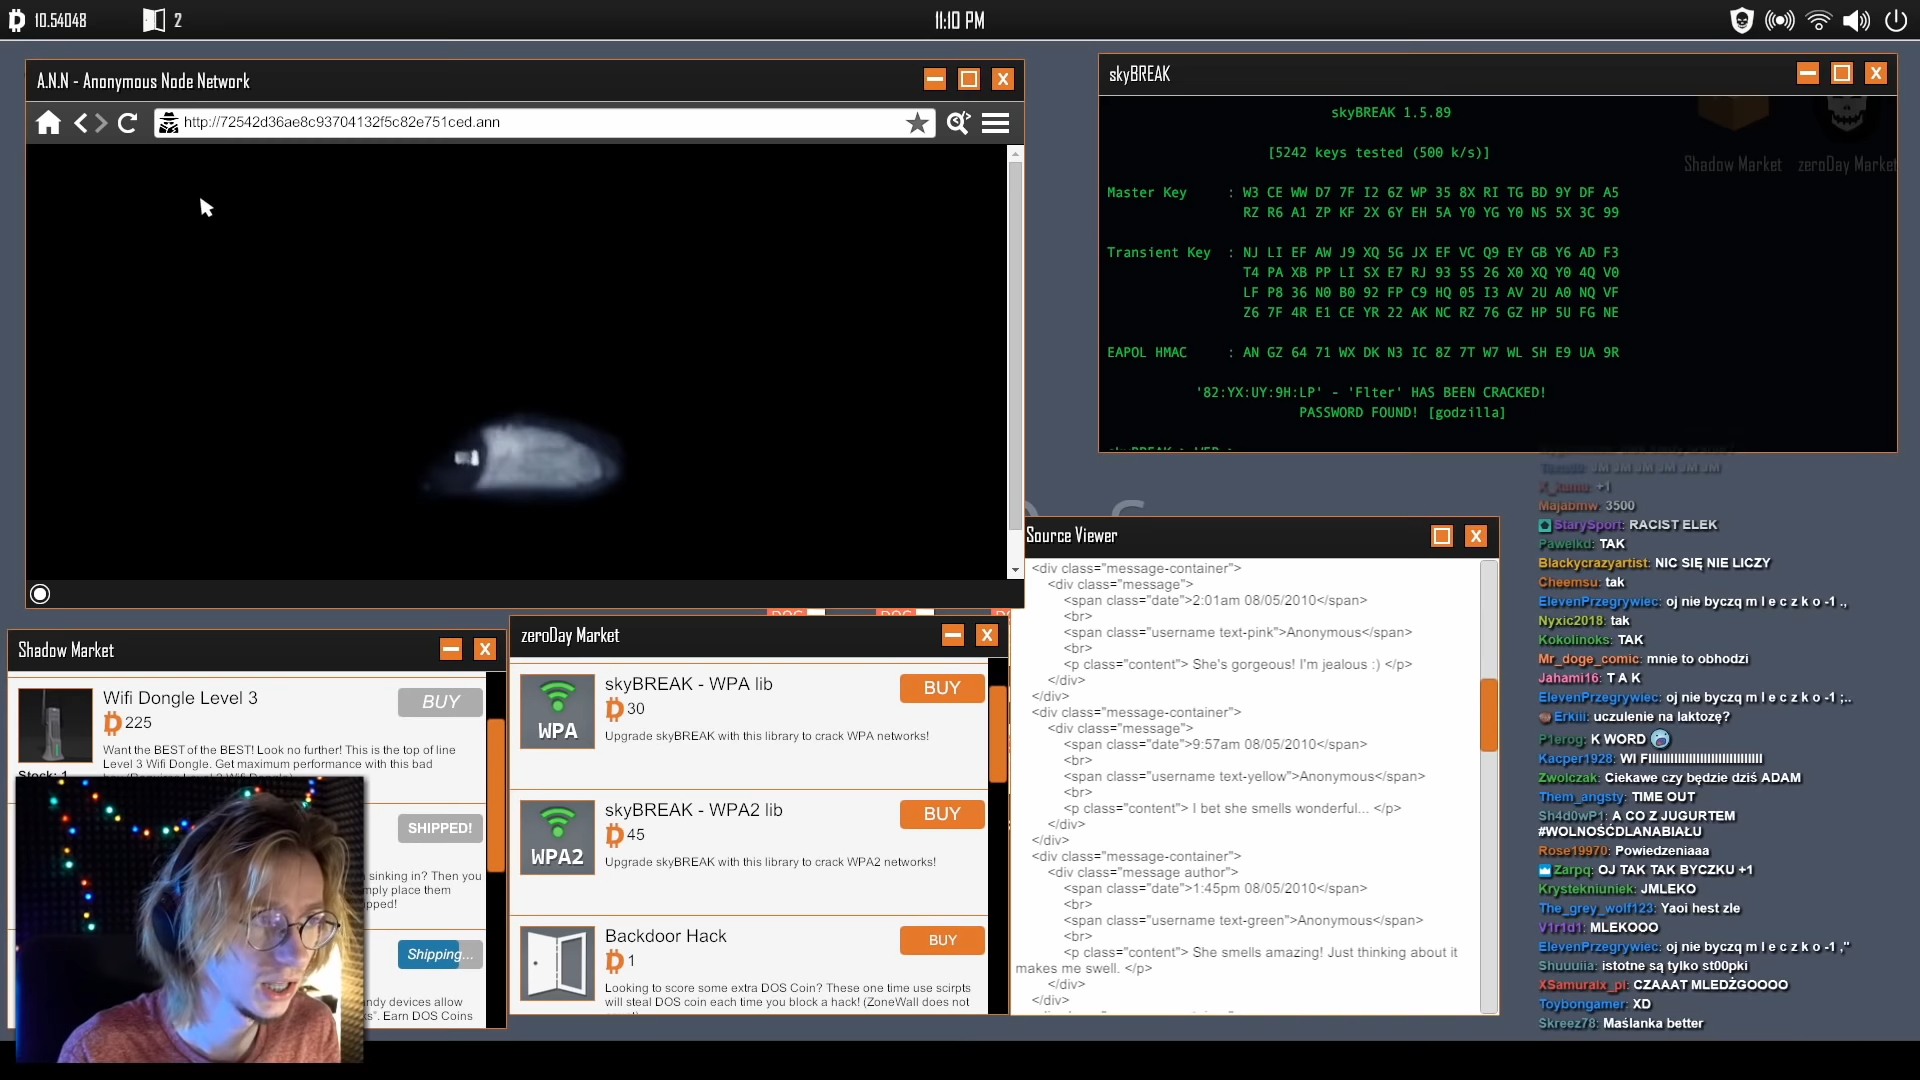 10.54048
2
11:10 PM
A.N.N - Anonymous Node Network
http://72542d36ae8c93704132f5c82e751ced.ann
skyBREAK
skyBREAK 1.5.89
[5242 keys tested (500 k/s)]
Shadow Market
zeroDay Market
Master Key : W3 CE WW D7 7F I2 6Z WP 35 8X RI TG BD 9Y DF A5
RZ R6 A1 ZP KF 2X 6Y EH 5A Y0 YG Y0 NS 5X 3C 99
Transient Key : NJ LI EF AW J9 XQ 5G JX EF VC Q9 EY GB Y6 AD F3
T4 PA XB PP LI SX E7 RJ 93 5S 26 X0 XQ Y0 4Q V0
LF P8 36 N0 B0 92 FP C9 HQ 05 I3 AV 2U A0 NQ VF
Z6 7F 4R E1 CE YR 22 AK NC RZ 76 GZ HP 5U FG NE
EAPOL HMAC : AN GZ 64 71 WX DK N3 IC 8Z 7T W7 WL SH E9 UA 9R
'82:YX:UY:9H:LP' - 'Flter' HAS BEEN CRACKED!
PASSWORD FOUND! [godzilla]
Shadow Market
Wifi Dongle Level 3
BUY
225
Want the BEST of the BEST! Look no further! This is the top of line
Level 3 Wifi Dongle. Get maximum performance with this bad
SHIPPED!
sinking in? Then you
mply place them
pped!
Shipping...
ndy devices allow
ks". Earn DOS Coins
zeroDay Market
skyBREAK - WPA lib
BUY
30
WPA
Upgrade skyBREAK with this library to crack WPA networks!
skyBREAK - WPA2 lib
BUY
45
WPA2
Upgrade skyBREAK with this library to crack WPA2 networks!
Backdoor Hack
BUY
1
Looking to score some extra DOS Coin? These one time use scirpts
will steal DOS coin each time you block a hack! (ZoneWall does not
Source Viewer
<div class="message-container">
<div class="message">
<span class="date">2:01am 08/05/2010</span>
<br>
<span class="username text-pink">Anonymous</span>
<br>
<p class="content"> She's gorgeous! I'm jealous :) </p>
</div>
</div>
<div class="message-container">
<div class="message">
<span class="date">9:57am 08/05/2010</span>
<br>
<span class="username text-yellow">Anonymous</span>
<br>
<p class="content"> I bet she smells wonderful... </p>
</div>
</div>
<div class="message-container">
<div class="message author">
<span class="date">1:45pm 08/05/2010</span>
<br>
<span class="username text-green">Anonymous</span>
<br>
<p class="content"> She smells amazing! Just thinking about it
makes me swell. </p>
</div>
</div>
X_kumu: +1
Majabmw: 3500
StarySport: RACIST ELEK
Pawelkd: TAK
Blackycrazyartist: NIC SIĘ NIE LICZY
Cheemsu: tak
ElevenPrzegrywiec: oj nie byczq m l e c z k o -1 .,
Nyxic2018: tak
Kokolinoks: TAK
Mr_doge_comic: mnie to obhodzi
Jahami16: T A K
ElevenPrzegrywiec: oj nie byczq m l e c z k o -1 ;..
Erkiii: uczulenie na laktozę?
P1erog: K WORD
Kacper1928: WI FIIIIIIIIIIIIIIIIIIIIIIIIIIIIII
Zwolczak: Ciekawe czy będzie dziś ADAM
Them_angsty: TIME OUT
Sh4d0wP1: A CO Z JUGURTEM
#WOLNOŚĆDLANABIAŁU
Rose19970: Powiedzeniaaa
Zarpq: OJ TAK TAK BYCZKU +1
Krystekniuniek: JMLEKO
The_grey_wolf123: Yaoi hest zle
V1r1d1: MLEKOOO
ElevenPrzegrywiec: oj nie byczq m l e c z k o -1 ,"
Shuuuiia: istotne są tylko st00pki
XSamuraix_pl: CZAAAT MLEDŻGOOOO
Toybongamer: XD
Skreez78: Maślanka better